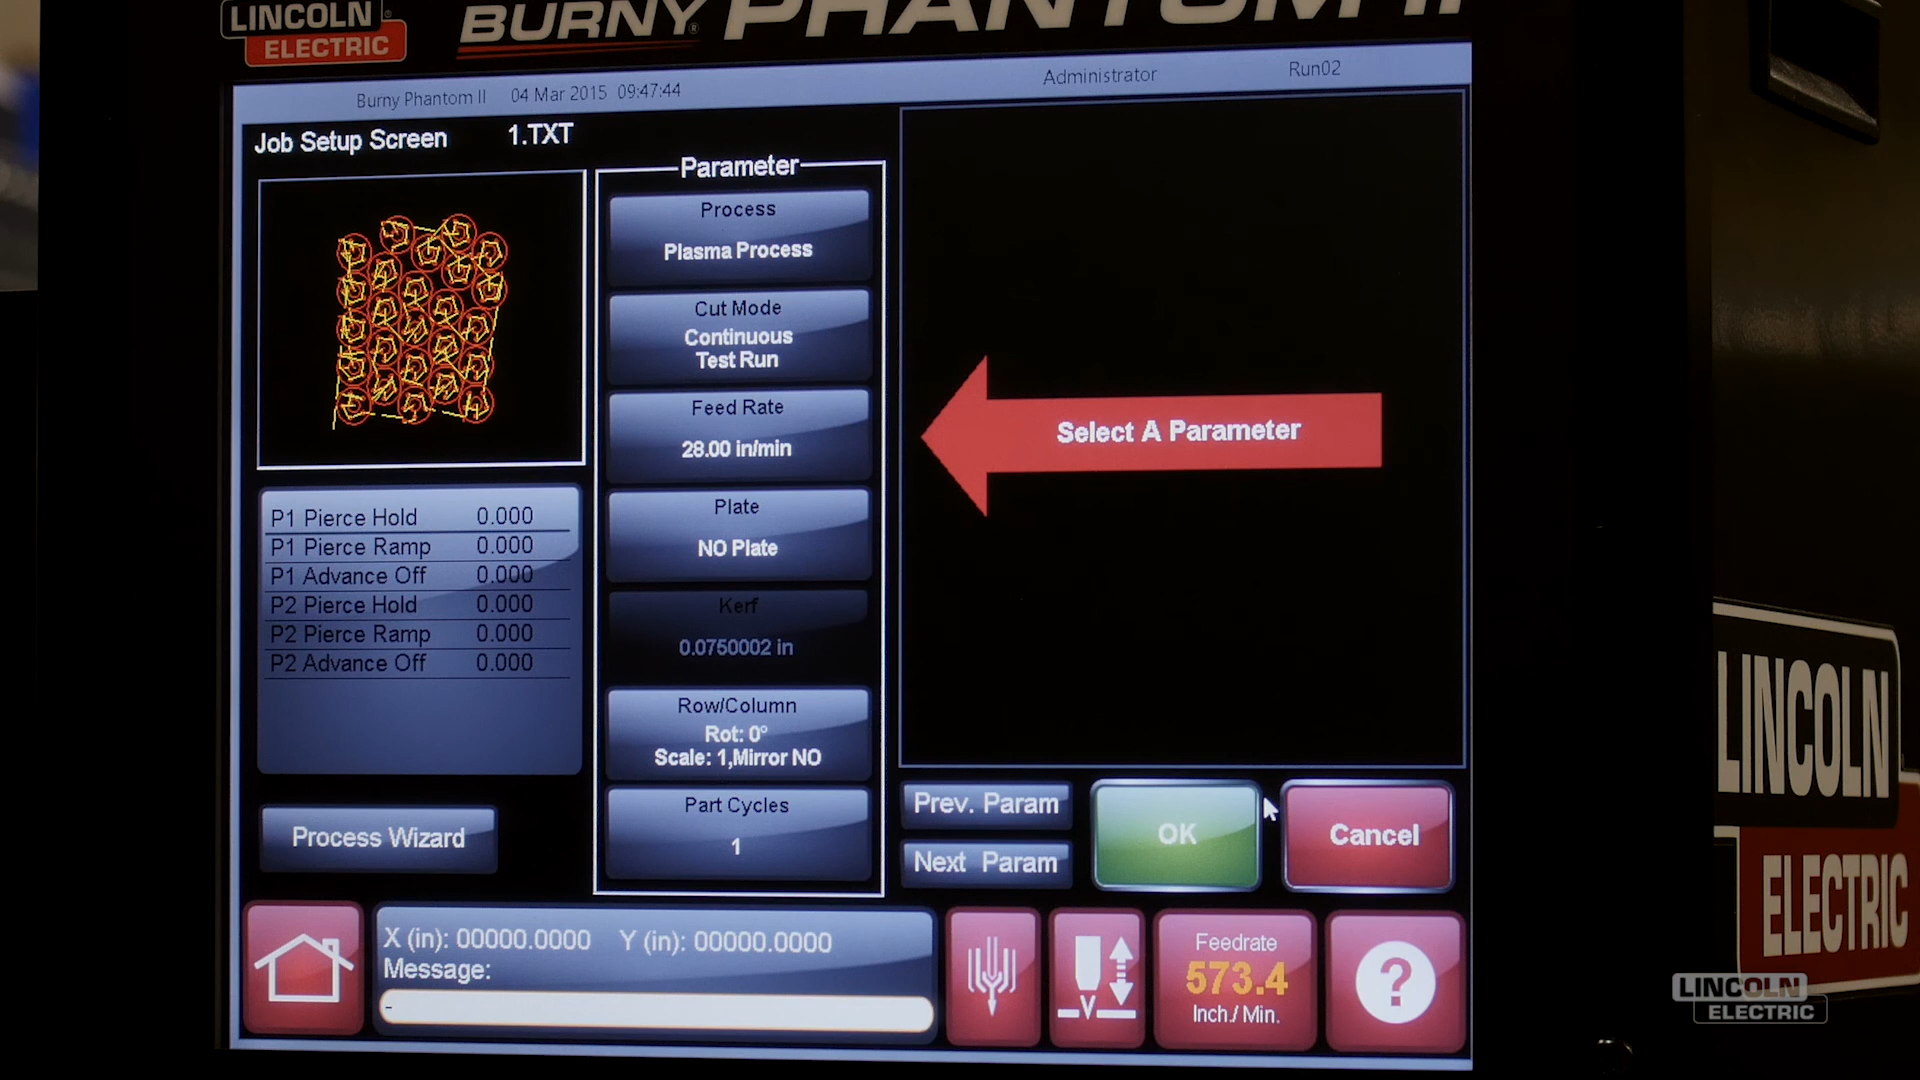 LINCOLN ®
ELECTRIC
BURNY® PHANTOM II
Burny Phantom II 04 Mar 2015 09:47:44 Administrator Run02
Job Setup Screen 1.TXT
Parameter
Process
Plasma Process
Cut Mode
Continuous
Test Run
Feed Rate
28.00 in/min
Plate
NO Plate
Kerf
0.0750002 in
Row/Column
Rot: 0°
Scale: 1,Mirror NO
Part Cycles
1
P1 Pierce Hold 0.000
P1 Pierce Ramp 0.000
P1 Advance Off 0.000
P2 Pierce Hold 0.000
P2 Pierce Ramp 0.000
P2 Advance Off 0.000
Process Wizard
Select A Parameter
Prev. Param
Next Param
OK
Cancel
X (in): 00000.0000 Y (in): 00000.0000
Message:
-
Feedrate
573.4
Inch./ Min.
?
LINCOLN
ELECTRIC
LINCOLN
ELECTRIC